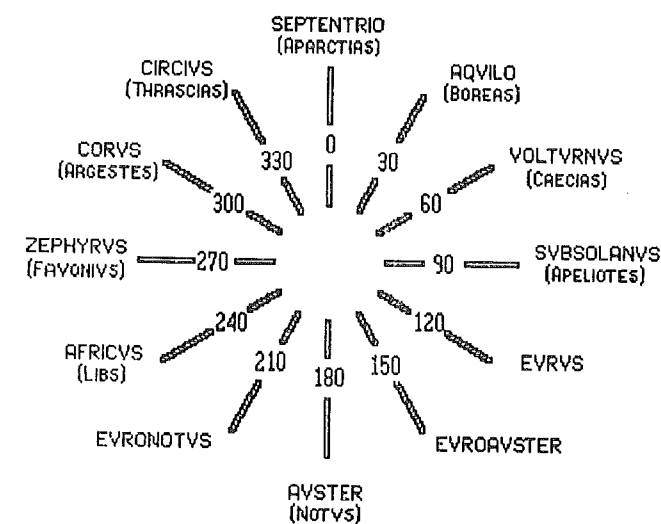 SEPTENTRIO
(APARCTIAS)
CIRCIVS
(THRASCIAS)
AQVILO
(BOREAS)
0
330
30
CORVS
(ARGESTES)
VOLTVRNVS
(CAECIAS)
300
60
ZEPHYRVS
(FAVONIVS)
270
90
SVBSOLANVS
(APELIOTES)
240
120
AFRICVS
(LIBS)
210
180
150
EVRVS
EVRONOTVS
EVROAVSTER
AVSTER
(NOTVS)